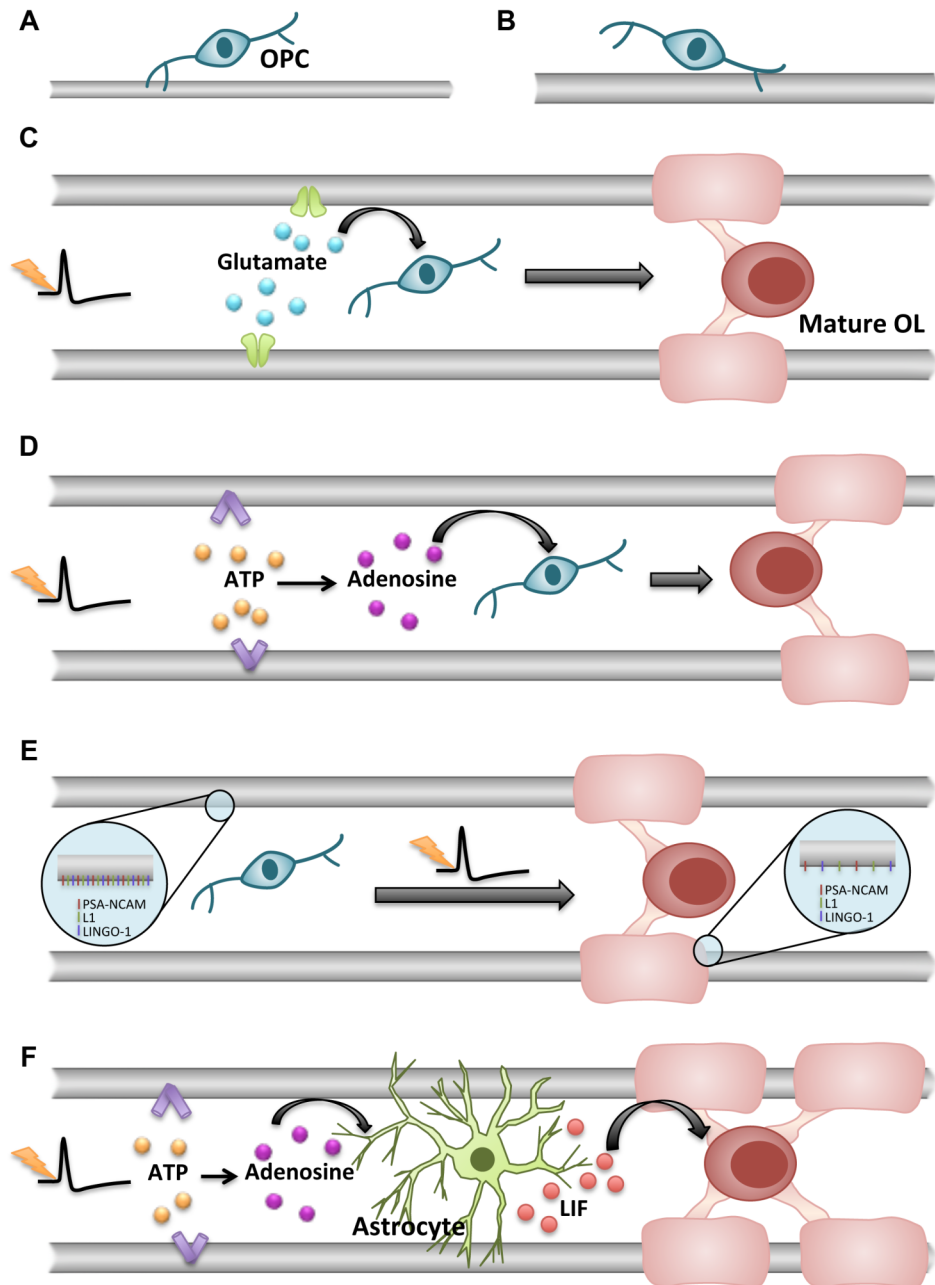 A
B
OPC
C
Glutamate
Mature OL
D
ATP
Adenosine
E
PSA-NCAM
L1
LINGO-1
PSA-NCAM
L1
LINGO-1
F
ATP
Adenosine
Astrocyte
LIF